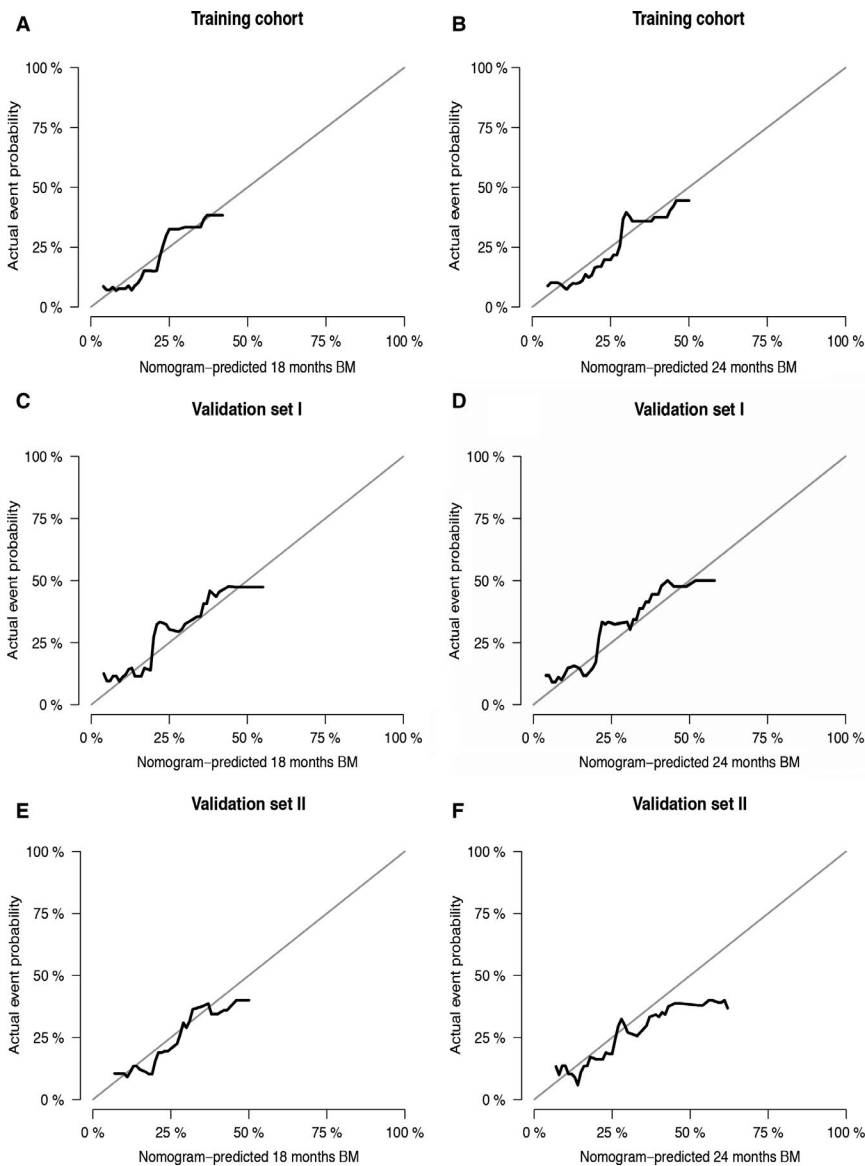 A
Training cohort
100 %
75 %
50 %
25 %
0 %
Actual event probability
0 %
25 %
50 %
75 %
100 %
Nomogram–predicted 18 months BM
B
Training cohort
100 %
75 %
50 %
25 %
0 %
Actual event probability
0 %
25 %
50 %
75 %
100 %
Nomogram–predicted 24 months BM
C
Validation set I
100 %
75 %
50 %
25 %
0 %
Actual event probability
0 %
25 %
50 %
75 %
100 %
Nomogram–predicted 18 months BM
D
Validation set I
100 %
75 %
50 %
25 %
0 %
Actual event probability
0 %
25 %
50 %
75 %
100 %
Nomogram–predicted 24 months BM
E
Validation set II
100 %
75 %
50 %
25 %
0 %
Actual event probability
0 %
25 %
50 %
75 %
100 %
Nomogram–predicted 18 months BM
F
Validation set II
100 %
75 %
50 %
25 %
0 %
Actual event probability
0 %
25 %
50 %
75 %
100 %
Nomogram–predicted 24 months BM